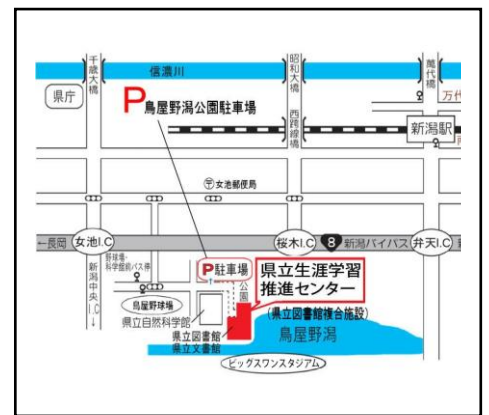 千歳大橋
昭和大橋
萬代橋
信濃川
県庁
P鳥屋野潟公園駐車場
万代
西跨線橋
新潟駅
〒女池郵便局
←長岡
女池I.C
桜木I.C
8
新潟バイパス
弁天I.C
新潟中央I.C↓
野球場・
科学館前バス停
P駐車場
公園
県立生涯学習
推進センター
(県立図書館複合施設)
鳥屋野球場
県立自然科学館
県立図書館
県立文書館
鳥屋野潟
ビッグスワンスタジアム